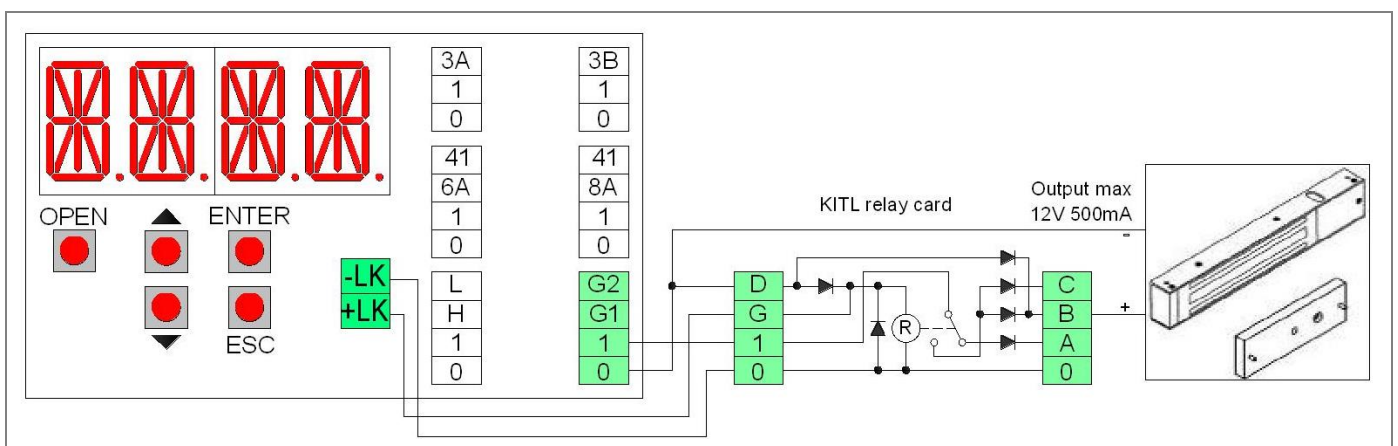 OPEN
ENTER
ESC
-LK
+LK
3A
1
0
41
6A
1
0
L
H
1
0
3B
1
0
41
8A
1
0
G2
G1
1
0
KITL relay card
D
G
1
0
R
C
B
A
0
Output max
12V 500mA
-
+